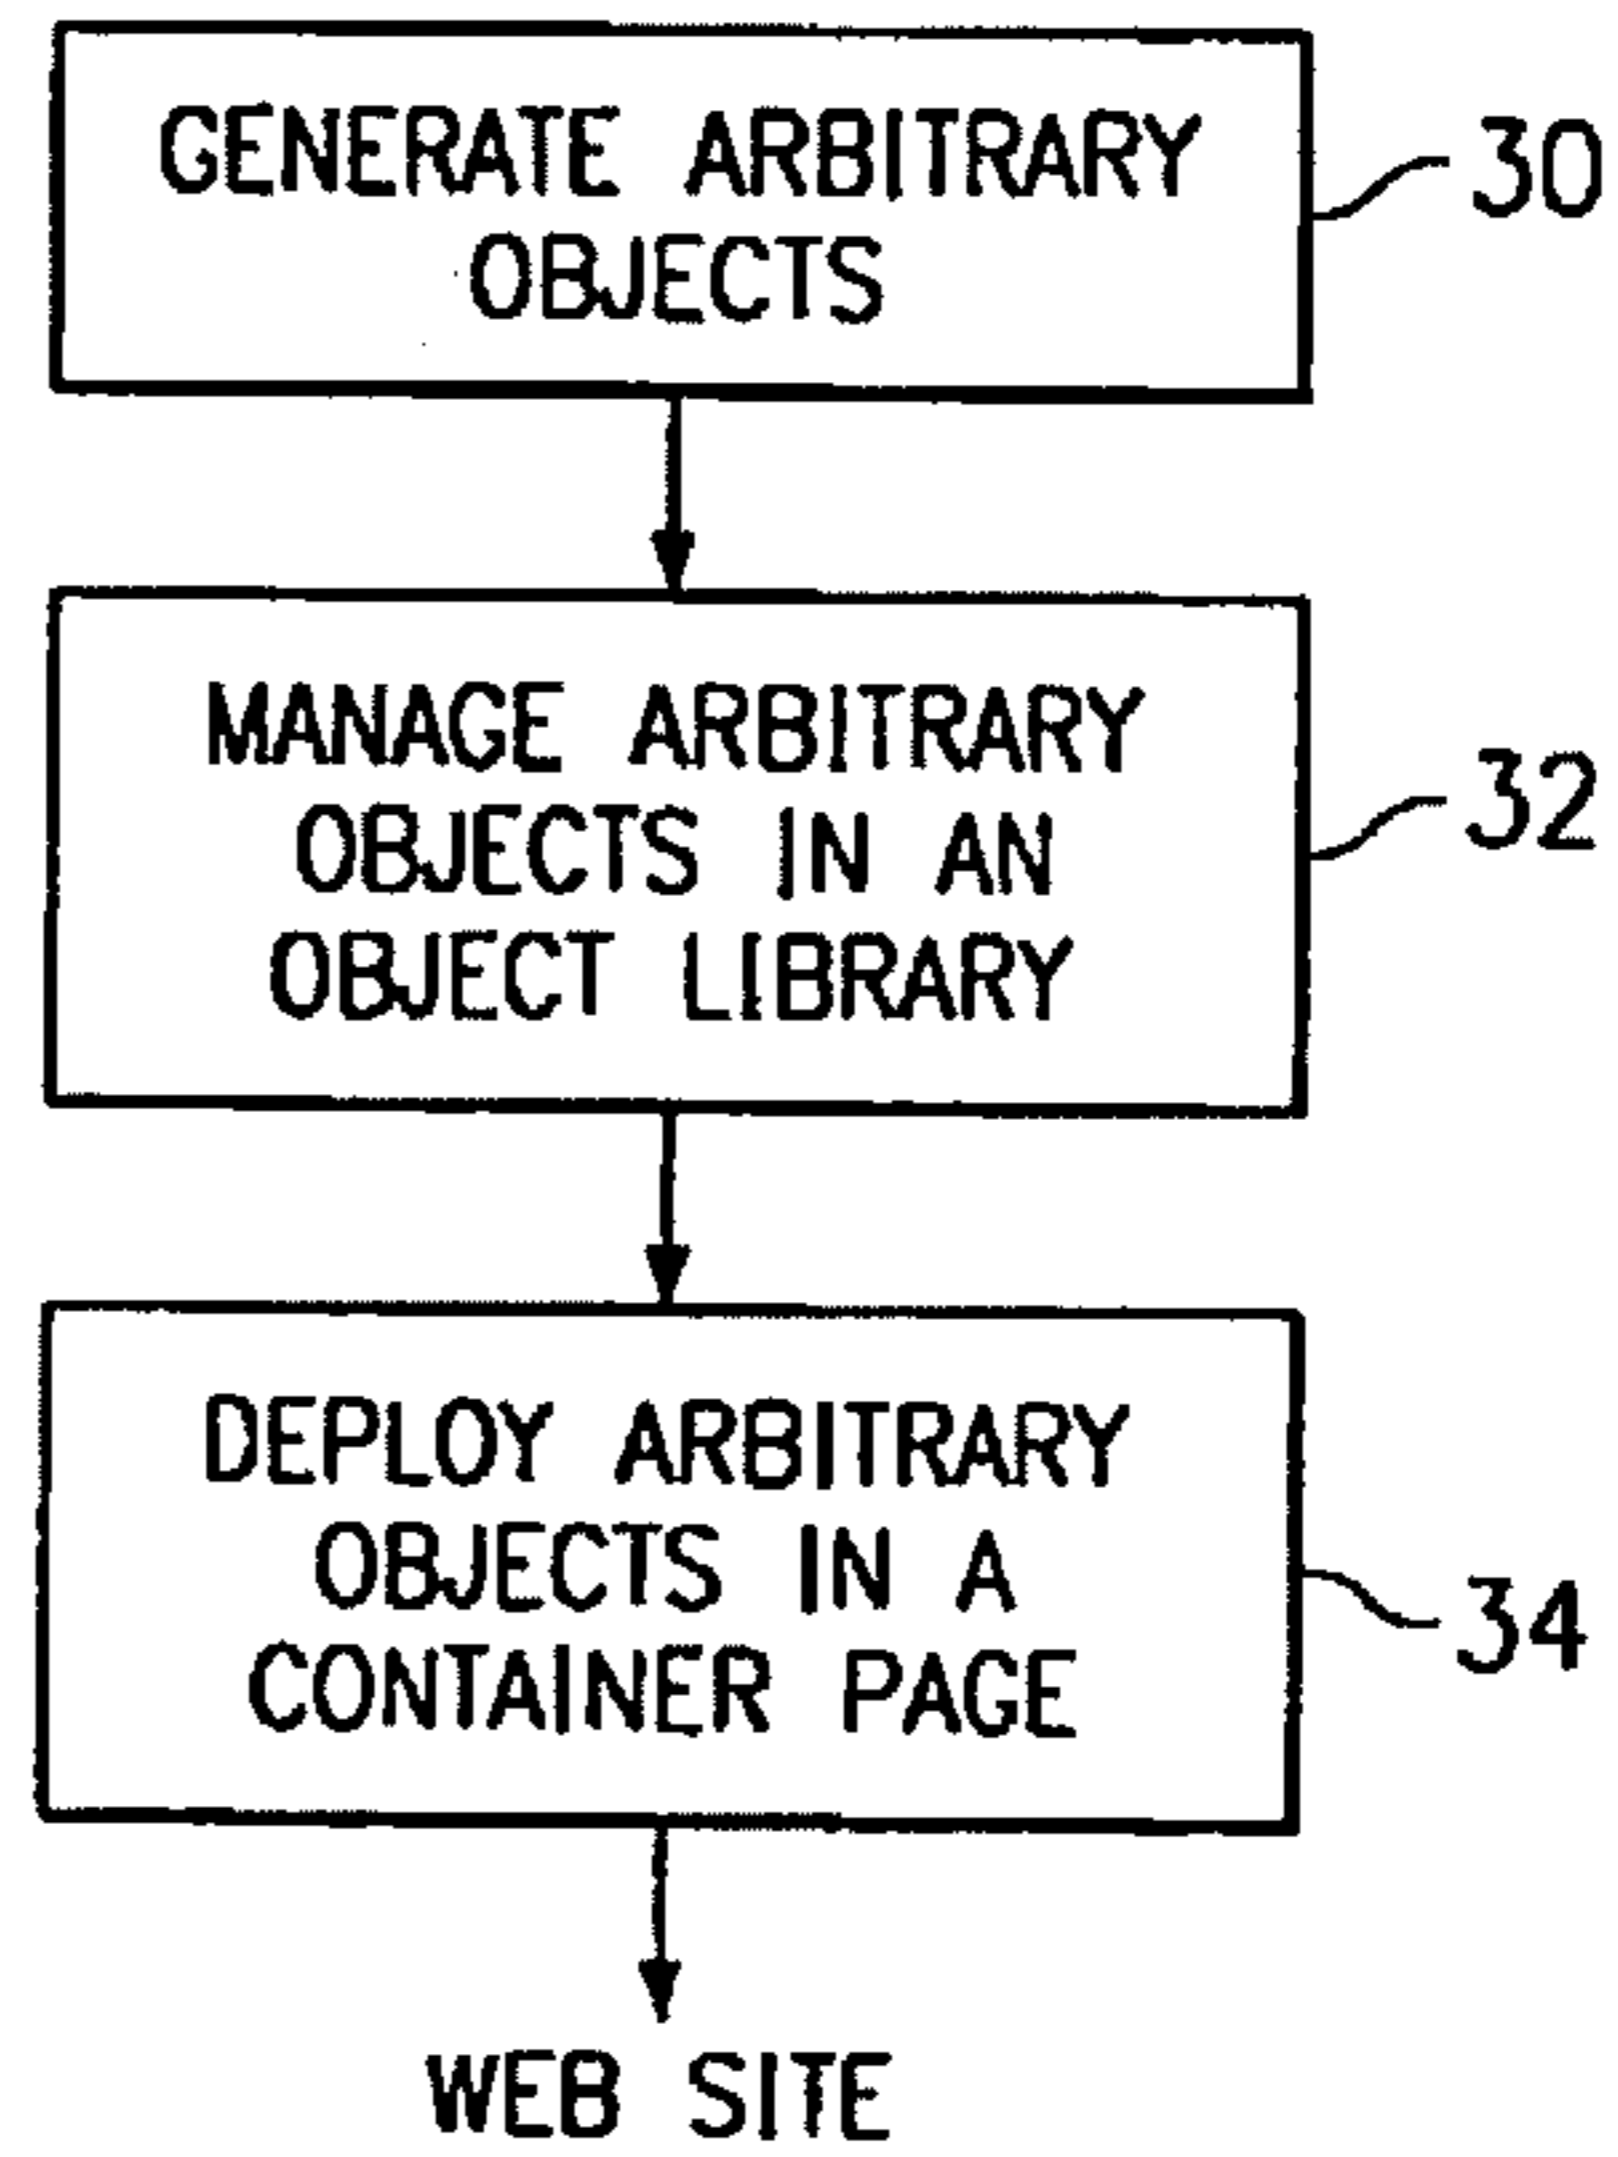 GENERATE ARBITRARY
OBJECTS
30
MANAGE ARBITRARY
OBJECTS IN AN
OBJECT LIBRARY
32
DEPLOY ARBITRARY
OBJECTS IN A
CONTAINER PAGE
34
WEB SITE